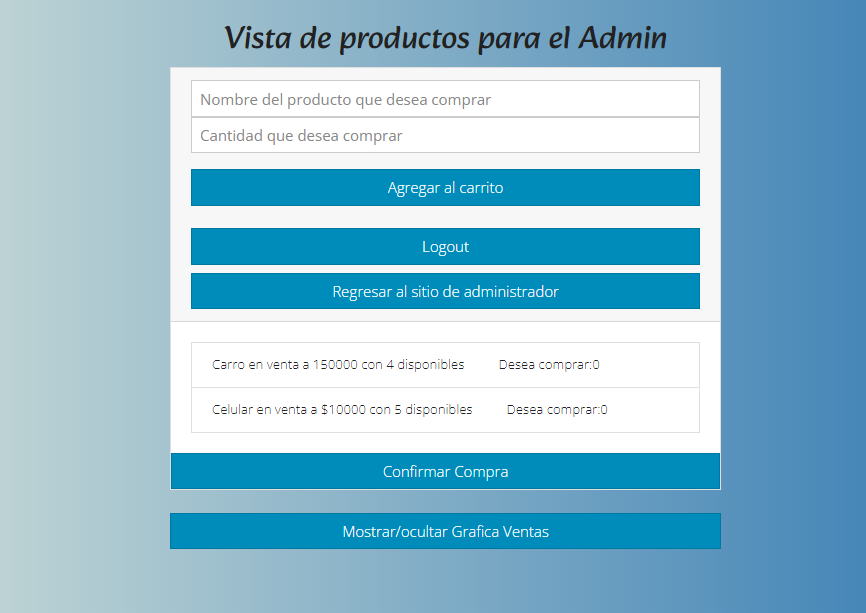 Vista de productos para el Admin
Nombre del producto que desea comprar
Cantidad que desea comprar
Agregar al carrito
Logout
Regresar al sitio de administrador
Carro en venta a 150000 con 4 disponibles Desea comprar:0
Celular en venta a $10000 con 5 disponibles Desea comprar:0
Confirmar Compra
Mostrar/ocultar Grafica Ventas